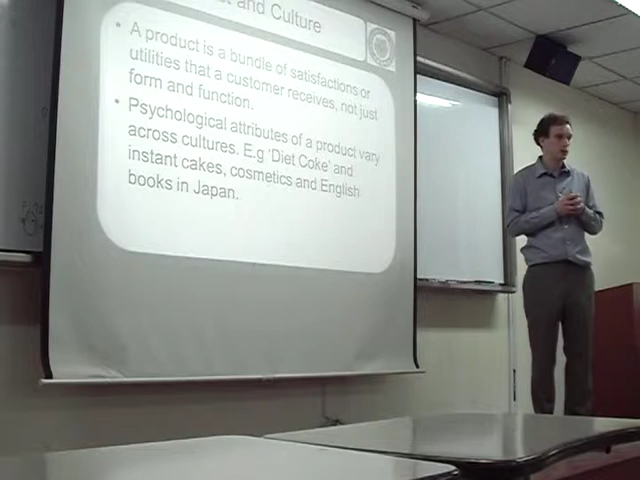 and Culture
• A product is a bundle of satisfactions or
utilities that a customer receives, not just
form and function.
• Psychological attributes of a product vary
across cultures. E.g 'Diet Coke' and
instant cakes, cosmetics and English
books in Japan.